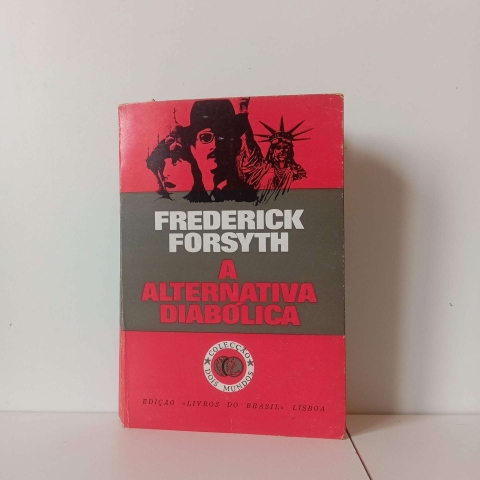 FREDERICK
FORSYTH
A
ALTERNATIVA
DIABÓLICA
COLECÇÃO
DOIS MUNDOS
EDIÇÃO «LIVROS DO BRASIL» LISBOA